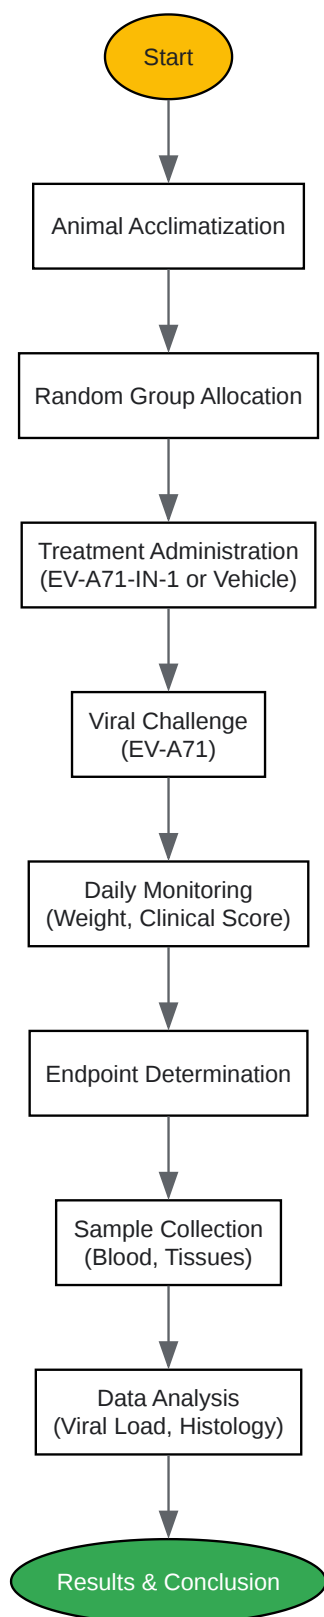 Start
Animal Acclimatization
Random Group Allocation
Treatment Administration
(EV-A71-IN-1 or Vehicle)
Viral Challenge
(EV-A71)
Daily Monitoring
(Weight, Clinical Score)
Endpoint Determination
Sample Collection
(Blood, Tissues)
Data Analysis
(Viral Load, Histology)
Results & Conclusion